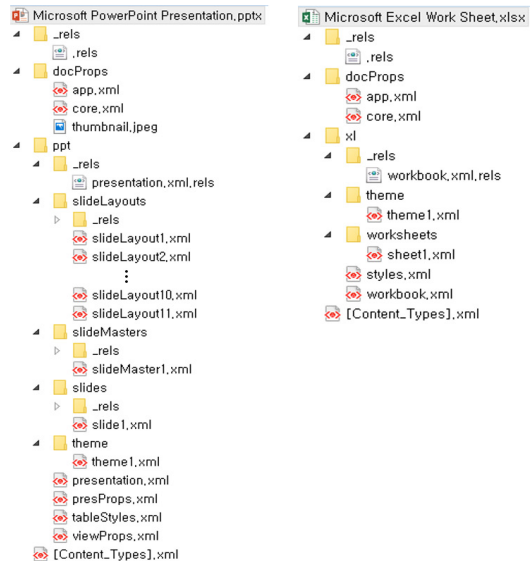 Microsoft PowerPoint Presentation.pptx
_rels
.rels
docProps
app.xml
core.xml
thumbnail.jpeg
ppt
_rels
presentation.xml.rels
slideLayouts
_rels
slideLayout1.xml
slideLayout2.xml
⋮
slideLayout10.xml
slideLayout11.xml
slideMasters
_rels
slideMaster1.xml
slides
_rels
slide1.xml
theme
theme1.xml
presentation.xml
presProps.xml
tableStyles.xml
viewProps.xml
[Content_Types].xml
Microsoft Excel Work Sheet.xlsx
_rels
.rels
docProps
app.xml
core.xml
xl
_rels
workbook.xml.rels
theme
theme1.xml
worksheets
sheet1.xml
styles.xml
workbook.xml
[Content_Types].xml